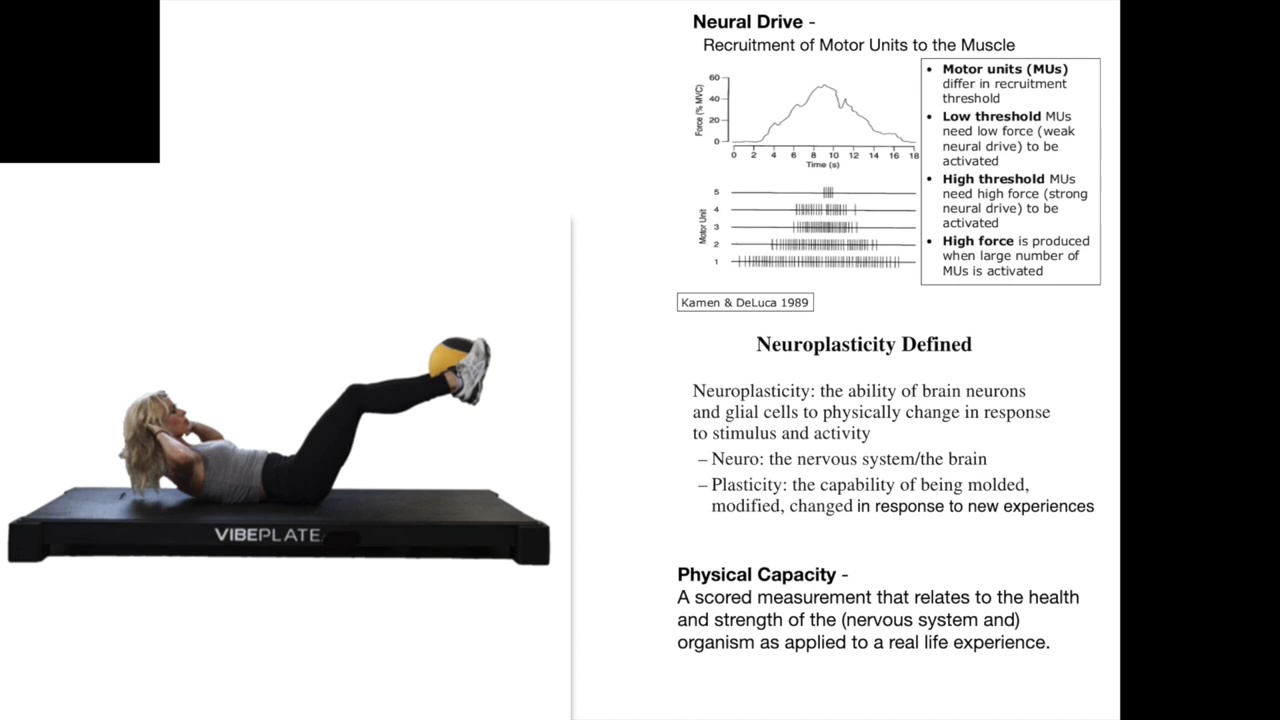 Neural Drive -
Recruitment of Motor Units to the Muscle
60
40
20
0
Force (% MVC)
0 2 4 6 8 10 12 14 16 18
Time (s)
5
4
3
2
1
Motor Unit
• Motor units (MUs)
differ in recruitment
threshold
• Low threshold MUs
need low force (weak
neural drive) to be
activated
• High threshold MUs
need high force (strong
neural drive) to be
activated
• High force is produced
when large number of
MUs is activated
Kamen & DeLuca 1989
Neuroplasticity Defined
Neuroplasticity: the ability of brain neurons
and glial cells to physically change in response
to stimulus and activity
– Neuro: the nervous system/the brain
– Plasticity: the capability of being molded,
modified, changed in response to new experiences
VIBEPLATE
Physical Capacity -
A scored measurement that relates to the health
and strength of the (nervous system and)
organism as applied to a real life experience.